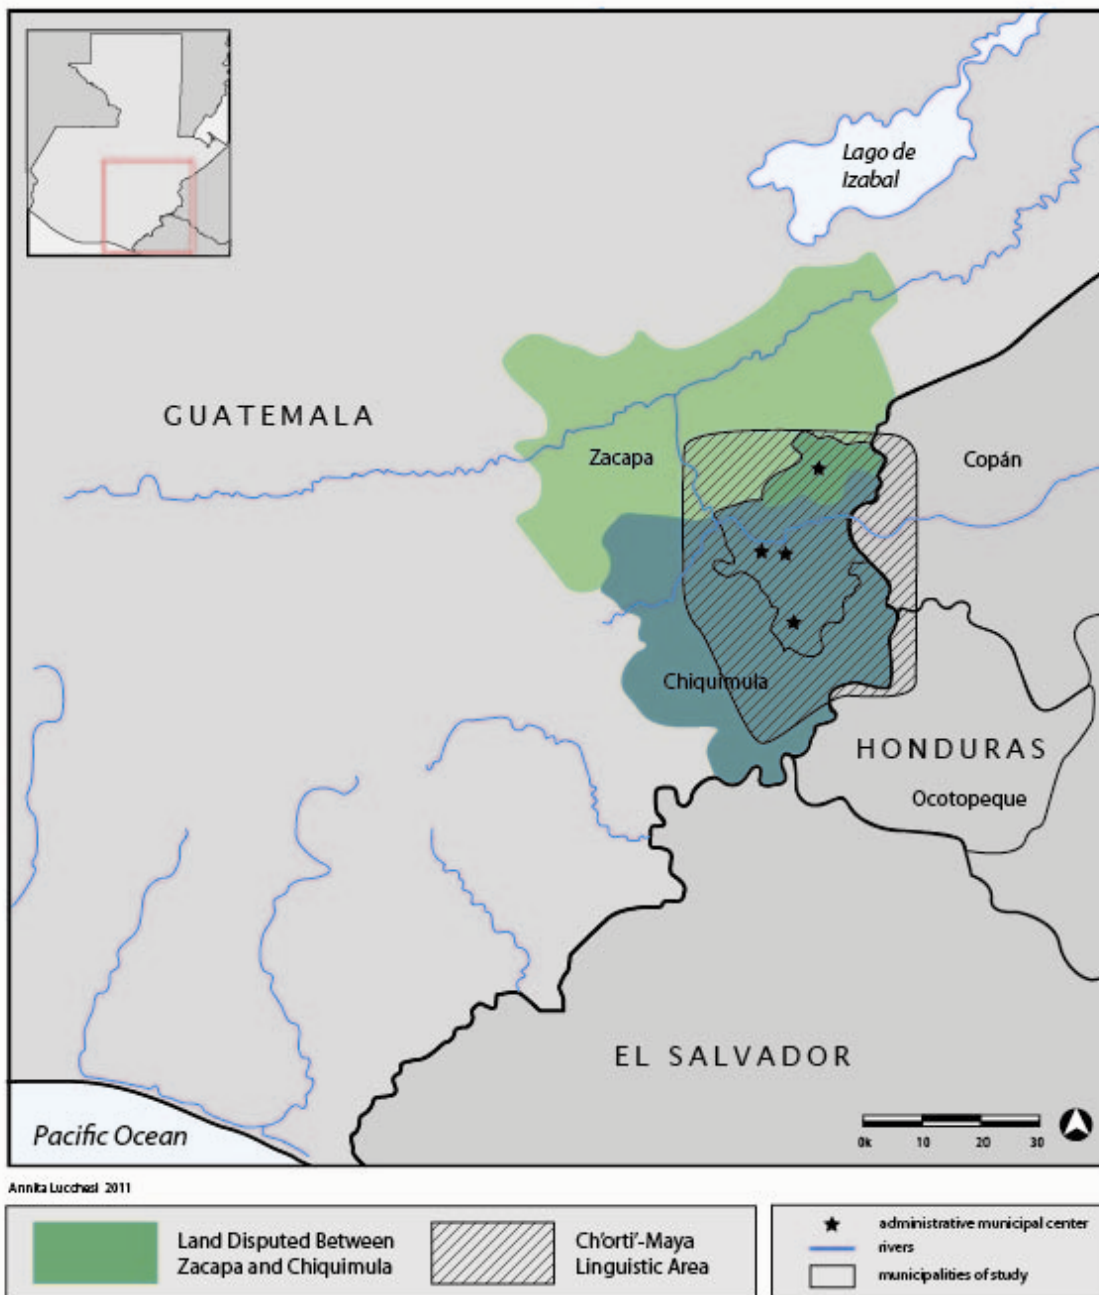 Lago de
Izabal
GUATEMALA
Zacapa
Copán
Chiquimula
HONDURAS
Ocotopeque
EL SALVADOR
Pacific Ocean
0k 10 20 30
Annita Lucchesi 2011
Land Disputed Between
Zacapa and Chiquimula
Ch'orti'-Maya
Linguistic Area
administrative municipal center
rivers
municipalities of study